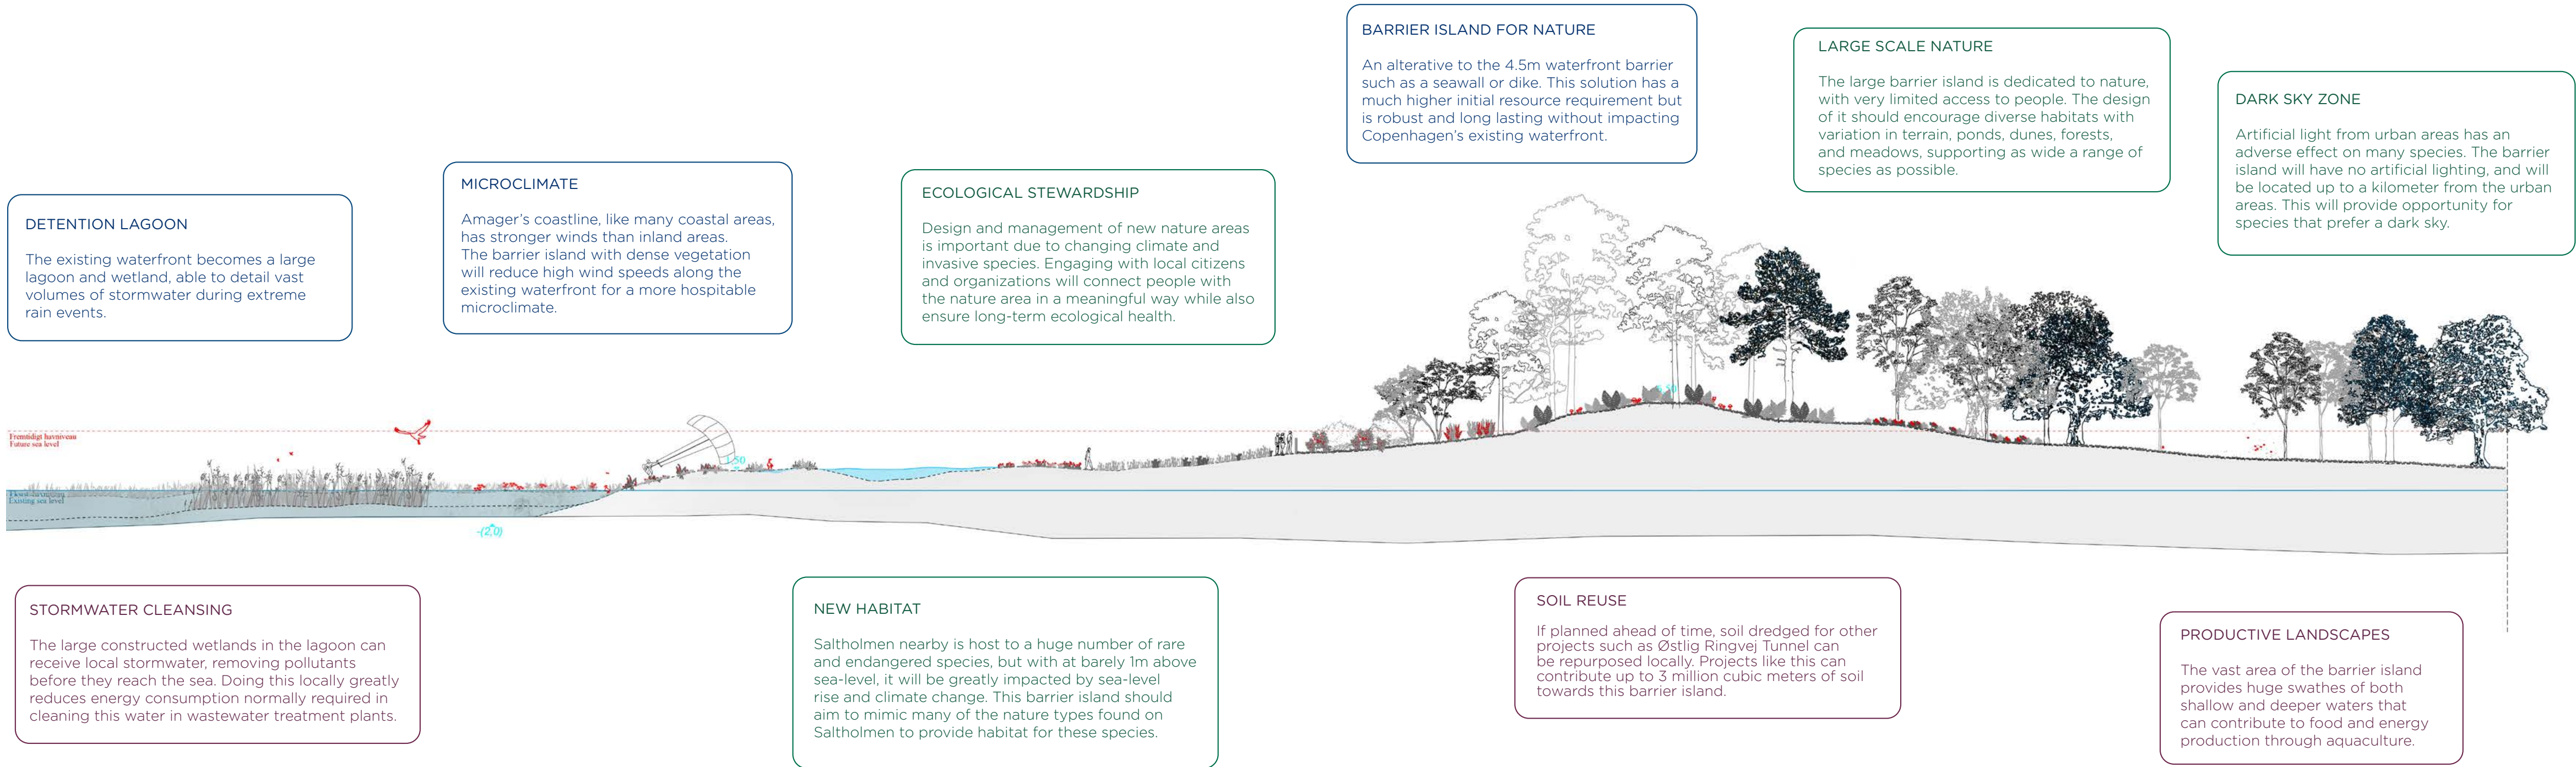 BARRIER ISLAND FOR NATURE
An alterative to the 4.5m waterfront barrier
such as a seawall or dike. This solution has a
much higher initial resource requirement but
is robust and long lasting without impacting
Copenhagen's existing waterfront.
LARGE SCALE NATURE
The large barrier island is dedicated to nature,
with very limited access to people. The design
of it should encourage diverse habitats with
variation in terrain, ponds, dunes, forests,
and meadows, supporting as wide a range of
species as possible.
DARK SKY ZONE
Artificial light from urban areas has an
adverse effect on many species. The barrier
island will have no artificial lighting, and will
be located up to a kilometer from the urban
areas. This will provide opportunity for
species that prefer a dark sky.
DETENTION LAGOON
The existing waterfront becomes a large
lagoon and wetland, able to detail vast
volumes of stormwater during extreme
rain events.
MICROCLIMATE
Amager's coastline, like many coastal areas,
has stronger winds than inland areas.
The barrier island with dense vegetation
will reduce high wind speeds along the
existing waterfront for a more hospitable
microclimate.
ECOLOGICAL STEWARDSHIP
Design and management of new nature areas
is important due to changing climate and
invasive species. Engaging with local citizens
and organizations will connect people with
the nature area in a meaningful way while also
ensure long-term ecological health.
Fremtidigt havniveau
Future sea level
Existing sea level
-(2,0)
STORMWATER CLEANSING
The large constructed wetlands in the lagoon can
receive local stormwater, removing pollutants
before they reach the sea. Doing this locally greatly
reduces energy consumption normally required in
cleaning this water in wastewater treatment plants.
NEW HABITAT
Saltholmen nearby is host to a huge number of rare
and endangered species, but with at barely 1m above
sea-level, it will be greatly impacted by sea-level
rise and climate change. This barrier island should
aim to mimic many of the nature types found on
Saltholmen to provide habitat for these species.
SOIL REUSE
If planned ahead of time, soil dredged for other
projects such as Østlig Ringvej Tunnel can
be repurposed locally. Projects like this can
contribute up to 3 million cubic meters of soil
towards this barrier island.
PRODUCTIVE LANDSCAPES
The vast area of the barrier island
provides huge swathes of both
shallow and deeper waters that
can contribute to food and energy
production through aquaculture.